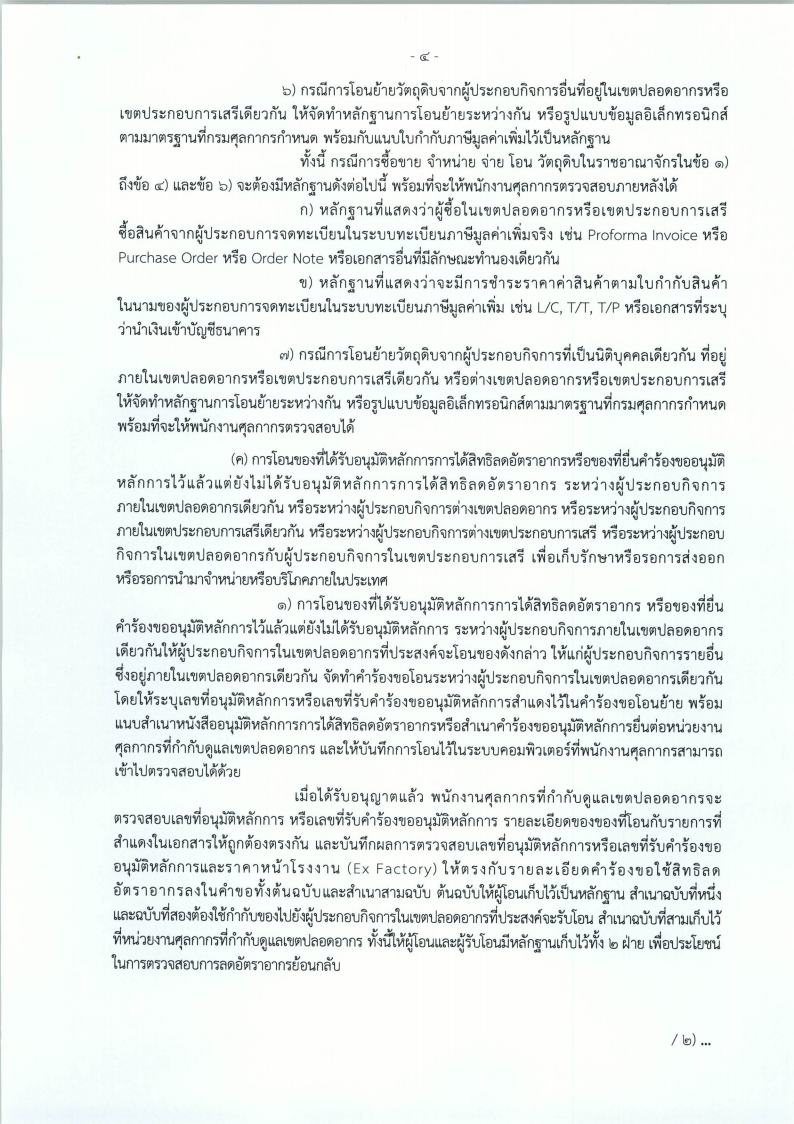 - ๔ -
๖) กรณีการโอนย้ายวัตถุดิบจากผู้ประกอบกิจการอื่นที่อยู่ในเขตปลอดอากรหรือ
เขตประกอบการเสรีเดียวกัน ให้จัดทำหลักฐานการโอนย้ายระหว่างกัน หรือรูปแบบข้อมูลอิเล็กทรอนิกส์
ตามมาตรฐานที่กรมศุลกากรกำหนด พร้อมกับแนบใบกำกับภาษีมูลค่าเพิ่มไว้เป็นหลักฐาน
ทั้งนี้ กรณีการซื้อขาย จำหน่าย จ่าย โอน วัตถุดิบในราชอาณาจักรในข้อ ๑)
ถึงข้อ ๔) และข้อ ๖) จะต้องมีหลักฐานดังต่อไปนี้ พร้อมที่จะให้พนักงานศุลกากรตรวจสอบภายหลังได้
ก) หลักฐานที่แสดงว่าผู้ซื้อในเขตปลอดอากรหรือเขตประกอบการเสรี
ซื้อสินค้าจากผู้ประกอบการจดทะเบียนในระบบทะเบียนภาษีมูลค่าเพิ่มจริง เช่น Proforma Invoice หรือ
Purchase Order หรือ Order Note หรือเอกสารอื่นที่มีลักษณะทำนองเดียวกัน
ข) หลักฐานที่แสดงว่าจะมีการชำระราคาค่าสินค้าตามใบกำกับสินค้า
ในนามของผู้ประกอบการจดทะเบียนในระบบทะเบียนภาษีมูลค่าเพิ่ม เช่น L/C, T/T, T/P หรือเอกสารที่ระบุ
ว่านำเงินเข้าบัญชีธนาคาร
๗) กรณีการโอนย้ายวัตถุดิบจากผู้ประกอบกิจการที่เป็นนิติบุคคลเดียวกัน ที่อยู่
ภายในเขตปลอดอากรหรือเขตประกอบการเสรีเดียวกัน หรือต่างเขตปลอดอากรหรือเขตประกอบการเสรี
ให้จัดทำหลักฐานการโอนย้ายระหว่างกัน หรือรูปแบบข้อมูลอิเล็กทรอนิกส์ตามมาตรฐานที่กรมศุลกากรกำหนด
พร้อมที่จะให้พนักงานศุลกากรตรวจสอบได้
(ค) การโอนของที่ได้รับอนุมัติหลักการการได้สิทธิลดอัตราอากรหรือของที่ยื่นคำร้องขออนุมัติ
หลักการไว้แล้วแต่ยังไม่ได้รับอนุมัติหลักการการได้สิทธิลดอัตราอากร ระหว่างผู้ประกอบกิจการ
ภายในเขตปลอดอากรเดียวกัน หรือระหว่างผู้ประกอบกิจการต่างเขตปลอดอากร หรือระหว่างผู้ประกอบกิจการ
ภายในเขตประกอบการเสรีเดียวกัน หรือระหว่างผู้ประกอบกิจการต่างเขตประกอบการเสรี หรือระหว่างผู้ประกอบ
กิจการในเขตปลอดอากรกับผู้ประกอบกิจการในเขตประกอบการเสรี เพื่อเก็บรักษาหรือรอการส่งออก
หรือรอการนำมาจำหน่ายหรือบริโภคภายในประเทศ
๑) การโอนของที่ได้รับอนุมัติหลักการการได้สิทธิลดอัตราอากร หรือของที่ยื่น
คำร้องขออนุมัติหลักการไว้แล้วแต่ยังไม่ได้รับอนุมัติหลักการ ระหว่างผู้ประกอบกิจการภายในเขตปลอดอากร
เดียวกันให้ผู้ประกอบกิจการในเขตปลอดอากรที่ประสงค์จะโอนของดังกล่าว ให้แก่ผู้ประกอบกิจการรายอื่น
ซึ่งอยู่ภายในเขตปลอดอากรเดียวกัน จัดทำคำร้องขอโอนระหว่างผู้ประกอบกิจการในเขตปลอดอากรเดียวกัน
โดยให้ระบุเลขที่อนุมัติหลักการหรือเลขที่รับคำร้องขออนุมัติหลักการสำแดงไว้ในคำร้องขอโอนย้าย พร้อม
แนบสำเนาหนังสืออนุมัติหลักการการได้สิทธิลดอัตราอากรหรือสำเนาคำร้องขออนุมัติหลักการยื่นต่อหน่วยงาน
ศุลกากรที่กำกับดูแลเขตปลอดอากร และให้บันทึกการโอนไว้ในระบบคอมพิวเตอร์ที่พนักงานศุลกากรสามารถ
เข้าไปตรวจสอบได้ด้วย
เมื่อได้รับอนุญาตแล้ว พนักงานศุลกากรที่กำกับดูแลเขตปลอดอากรจะ
ตรวจสอบเลขที่อนุมัติหลักการ หรือเลขที่รับคำร้องขออนุมัติหลักการ รายละเอียดของของที่โอนกับรายการที่
สำแดงในเอกสารให้ถูกต้องตรงกัน และบันทึกผลการตรวจสอบเลขที่อนุมัติหลักการหรือเลขที่รับคำร้องขอ
อนุมัติหลักการและราคาหน้าโรงงาน (Ex Factory) ให้ตรงกับรายละเอียดคำร้องขอใช้สิทธิลด
อัตราอากรลงในคำขอทั้งต้นฉบับและสำเนาสามฉบับ ต้นฉบับให้ผู้โอนเก็บไว้เป็นหลักฐาน สำเนาฉบับที่หนึ่ง
และฉบับที่สองต้องใช้กำกับของไปยังผู้ประกอบกิจการในเขตปลอดอากรที่ประสงค์จะรับโอน สำเนาฉบับที่สามเก็บไว้
ที่หน่วยงานศุลกากรที่กำกับดูแลเขตปลอดอากร ทั้งนี้ให้ผู้โอนและผู้รับโอนมีหลักฐานเก็บไว้ทั้ง ๒ ฝ่าย เพื่อประโยชน์
ในการตรวจสอบการลดอัตราอากรย้อนกลับ
/ ๒) ...